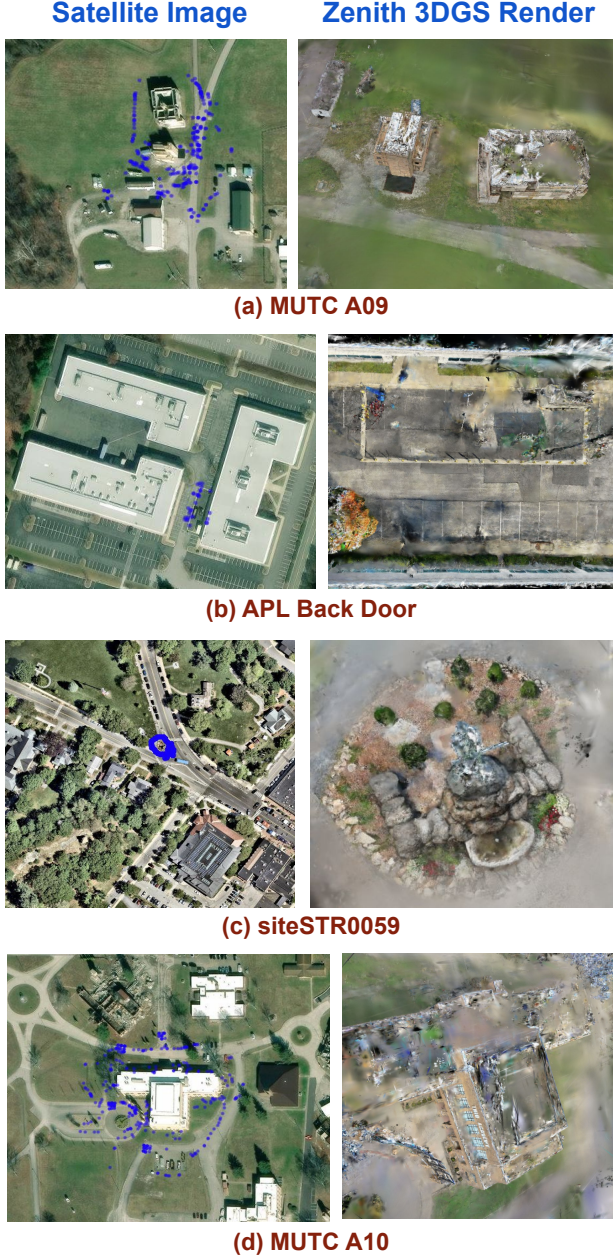 Satellite Image Zenith 3DGS Render
(a) MUTC A09
(b) APL Back Door
(c) siteSTR0059
(d) MUTC A10